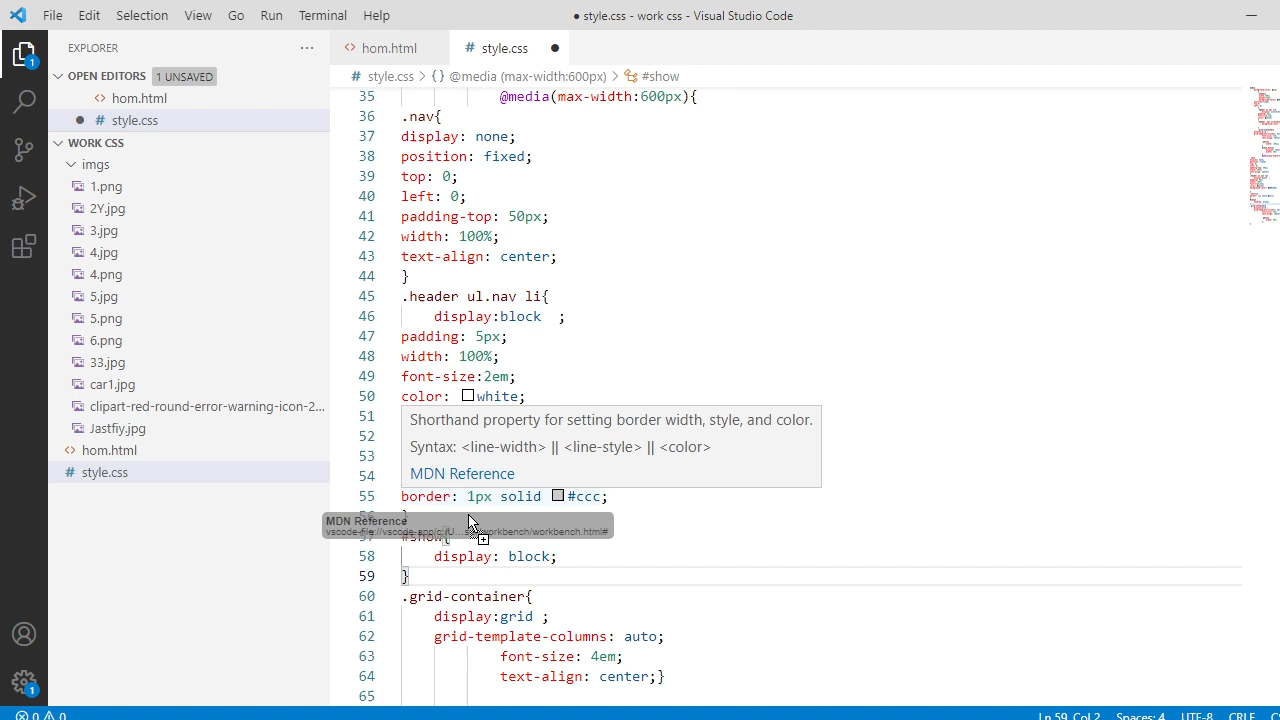 File Edit Selection View Go Run Terminal Help
● style.css - work css - Visual Studio Code
EXPLORER
OPEN EDITORS 1 UNSAVED
<> hom.html
● # style.css
WORK CSS
imgs
1.png
2Y.jpg
3.jpg
4.jpg
4.png
5.jpg
5.png
6.png
33.jpg
car1.jpg
clipart-red-round-error-warning-icon-2...
Jastfiy.jpg
<> hom.html
# style.css
1
1
<> hom.html # style.css ●
# style.css > {} @media (max-width:600px) > #show
35 @media(max-width:600px){
36 .nav{
37 display: none;
38 position: fixed;
39 top: 0;
40 left: 0;
41 padding-top: 50px;
42 width: 100%;
43 text-align: center;
44 }
45 .header ul.nav li{
46 display:block ;
47 padding: 5px;
48 width: 100%;
49 font-size:2em;
50 color: white;
51
52
53
54
Shorthand property for setting border width, style, and color.
Syntax: <line-width> || <line-style> || <color>
MDN Reference
55 border: 1px solid #ccc;
56 }
MDN Reference
57 #show{
58 display: block;
59 }
60 .grid-container{
61 display:grid ;
62 grid-template-columns: auto;
63 font-size: 4em;
64 text-align: center;}
65
0 0
Ln 59, Col 2 Spaces: 4 UTF-8 CRLF